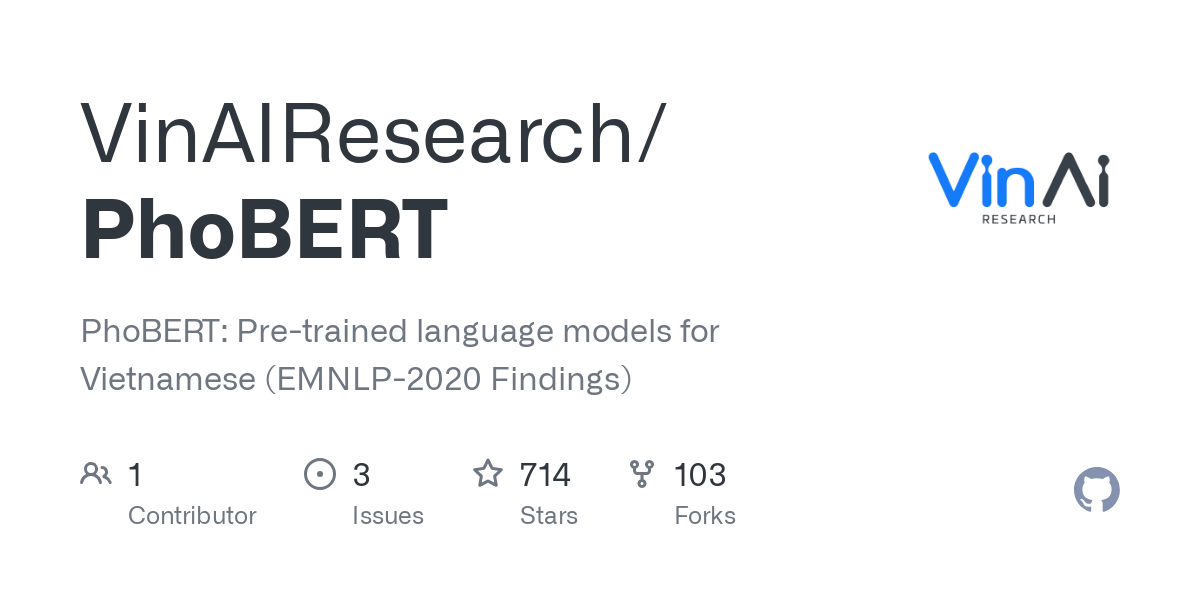 VinAIResearch/
PhoBERT
VinAi
RESEARCH
PhoBERT: Pre-trained language models for
Vietnamese (EMNLP-2020 Findings)
1
Contributor
3
Issues
714
Stars
103
Forks